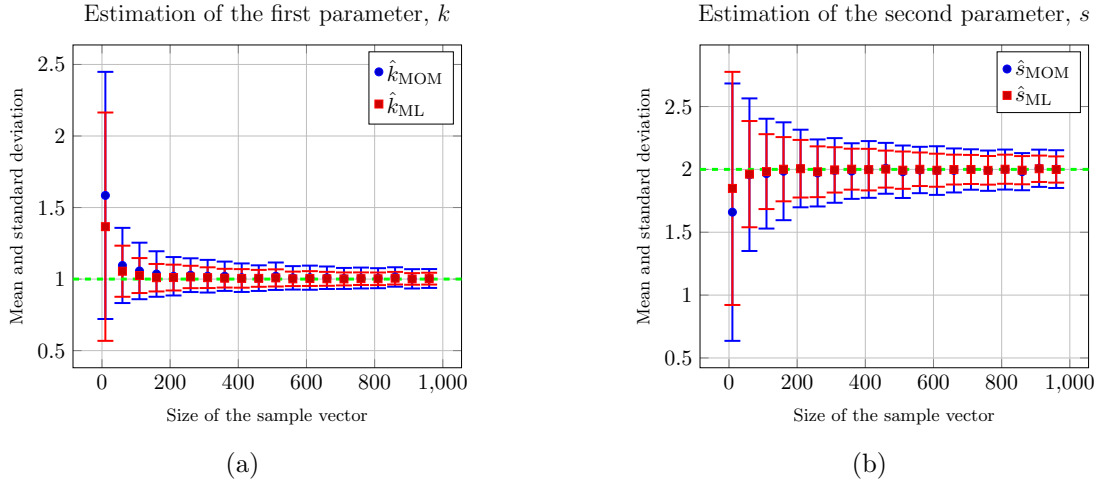 Estimation of the first parameter, k
2.5
2
1.5
1
0.5
Mean and standard deviation
k̂MOM
k̂ML
0 200 400 600 800 1,000
Size of the sample vector
(a)
Estimation of the second parameter, s
2.5
2
1.5
1
0.5
Mean and standard deviation
ŝMOM
ŝML
0 200 400 600 800 1,000
Size of the sample vector
(b)